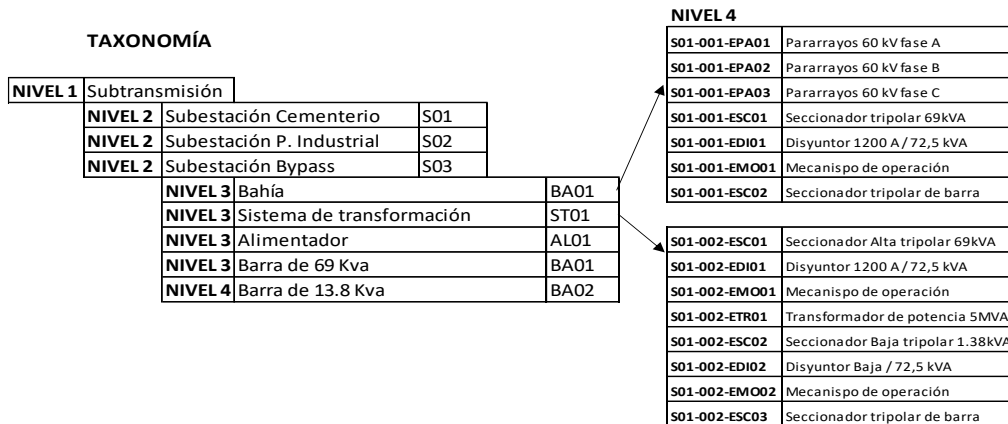 TAXONOMÍA
NIVEL 1 Subtransmisión
NIVEL 2 Subestación Cementerio S01
NIVEL 2 Subestación P. Industrial S02
NIVEL 2 Subestación Bypass S03
NIVEL 3 Bahía BA01
NIVEL 3 Sistema de transformación ST01
NIVEL 3 Alimentador AL01
NIVEL 3 Barra de 69 Kva BA01
NIVEL 4 Barra de 13.8 Kva BA02
NIVEL 4
S01-001-EPA01 Pararrayos 60 kV fase A
S01-001-EPA02 Pararrayos 60 kV fase B
S01-001-EPA03 Pararrayos 60 kV fase C
S01-001-ESC01 Seccionador tripolar 69kVA
S01-001-EDI01 Disyuntor 1200 A / 72,5 kVA
S01-001-EMO01 Mecanismo de operación
S01-001-ESC02 Seccionador tripolar de barra
S01-002-ESC01 Seccionador Alta tripolar 69kVA
S01-002-EDI01 Disyuntor 1200 A / 72,5 kVA
S01-002-EMO01 Mecanispo de operación
S01-002-ETR01 Transformador de potencia 5MVA
S01-002-ESC02 Seccionador Baja tripolar 1.38kVA
S01-002-EDI02 Disyuntor Baja / 72,5 kVA
S01-002-EMO02 Mecanispo de operación
S01-002-ESC03 Seccionador tripolar de barra